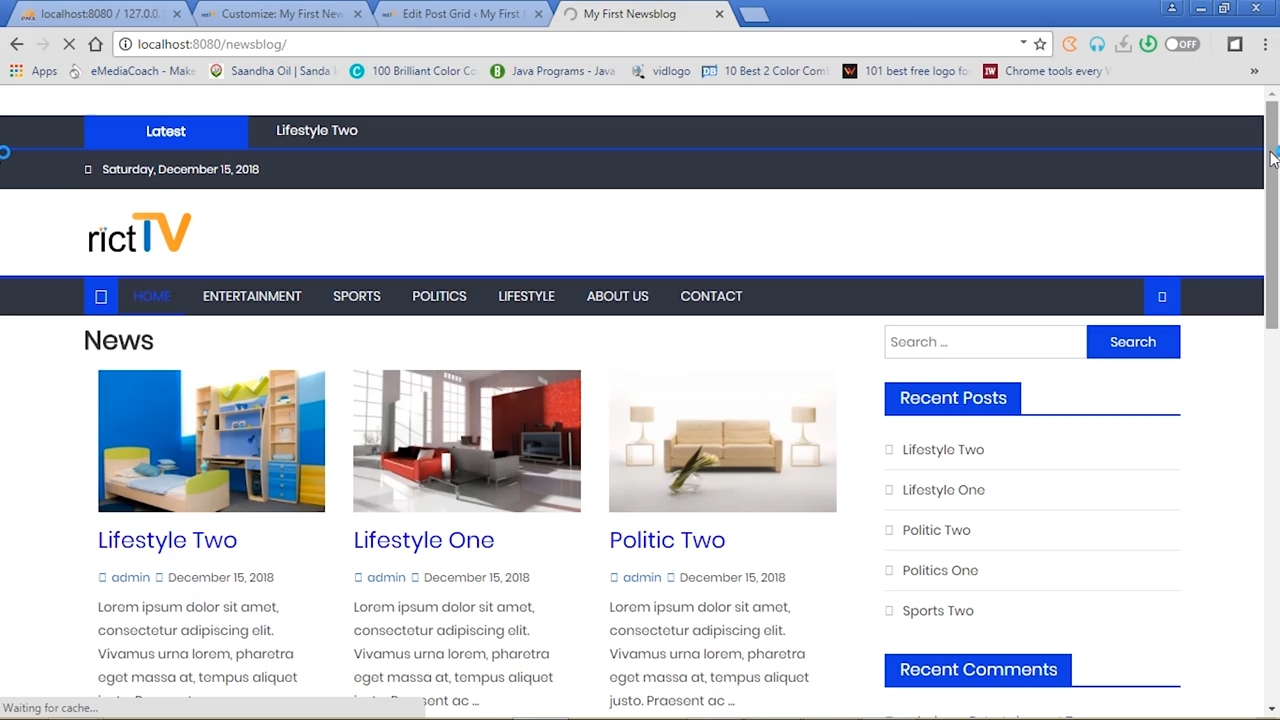 localhost:8080 / 127.0.0.1
Customize: My First New
Edit Post Grid ‹ My First
My First Newsblog
localhost:8080/newsblog/
OFF
Apps
eMediaCoach - Make
Saandha Oil | Sanda
100 Brilliant Color Co
Java Programs - Java
vidlogo
10 Best 2 Color Comb
101 best free logo fo
Chrome tools every W
»
Latest
Lifestyle Two
Saturday, December 15, 2018
rictTV
HOME
ENTERTAINMENT
SPORTS
POLITICS
LIFESTYLE
ABOUT US
CONTACT
News
Search ...
Search
Lifestyle Two
admin December 15, 2018
Lorem ipsum dolor sit amet,
consectetur adipiscing elit.
Vivamus urna lorem, pharetra
eget massa at, tempus aliquet
Lifestyle One
admin December 15, 2018
Lorem ipsum dolor sit amet,
consectetur adipiscing elit.
Vivamus urna lorem, pharetra
eget massa at, tempus aliquet
justo. Praesent ac ...
Politic Two
admin December 15, 2018
Lorem ipsum dolor sit amet,
consectetur adipiscing elit.
Vivamus urna lorem, pharetra
eget massa at, tempus aliquet
justo. Praesent ac ...
Recent Posts
Lifestyle Two
Lifestyle One
Politic Two
Politics One
Sports Two
Recent Comments
Waiting for cache...